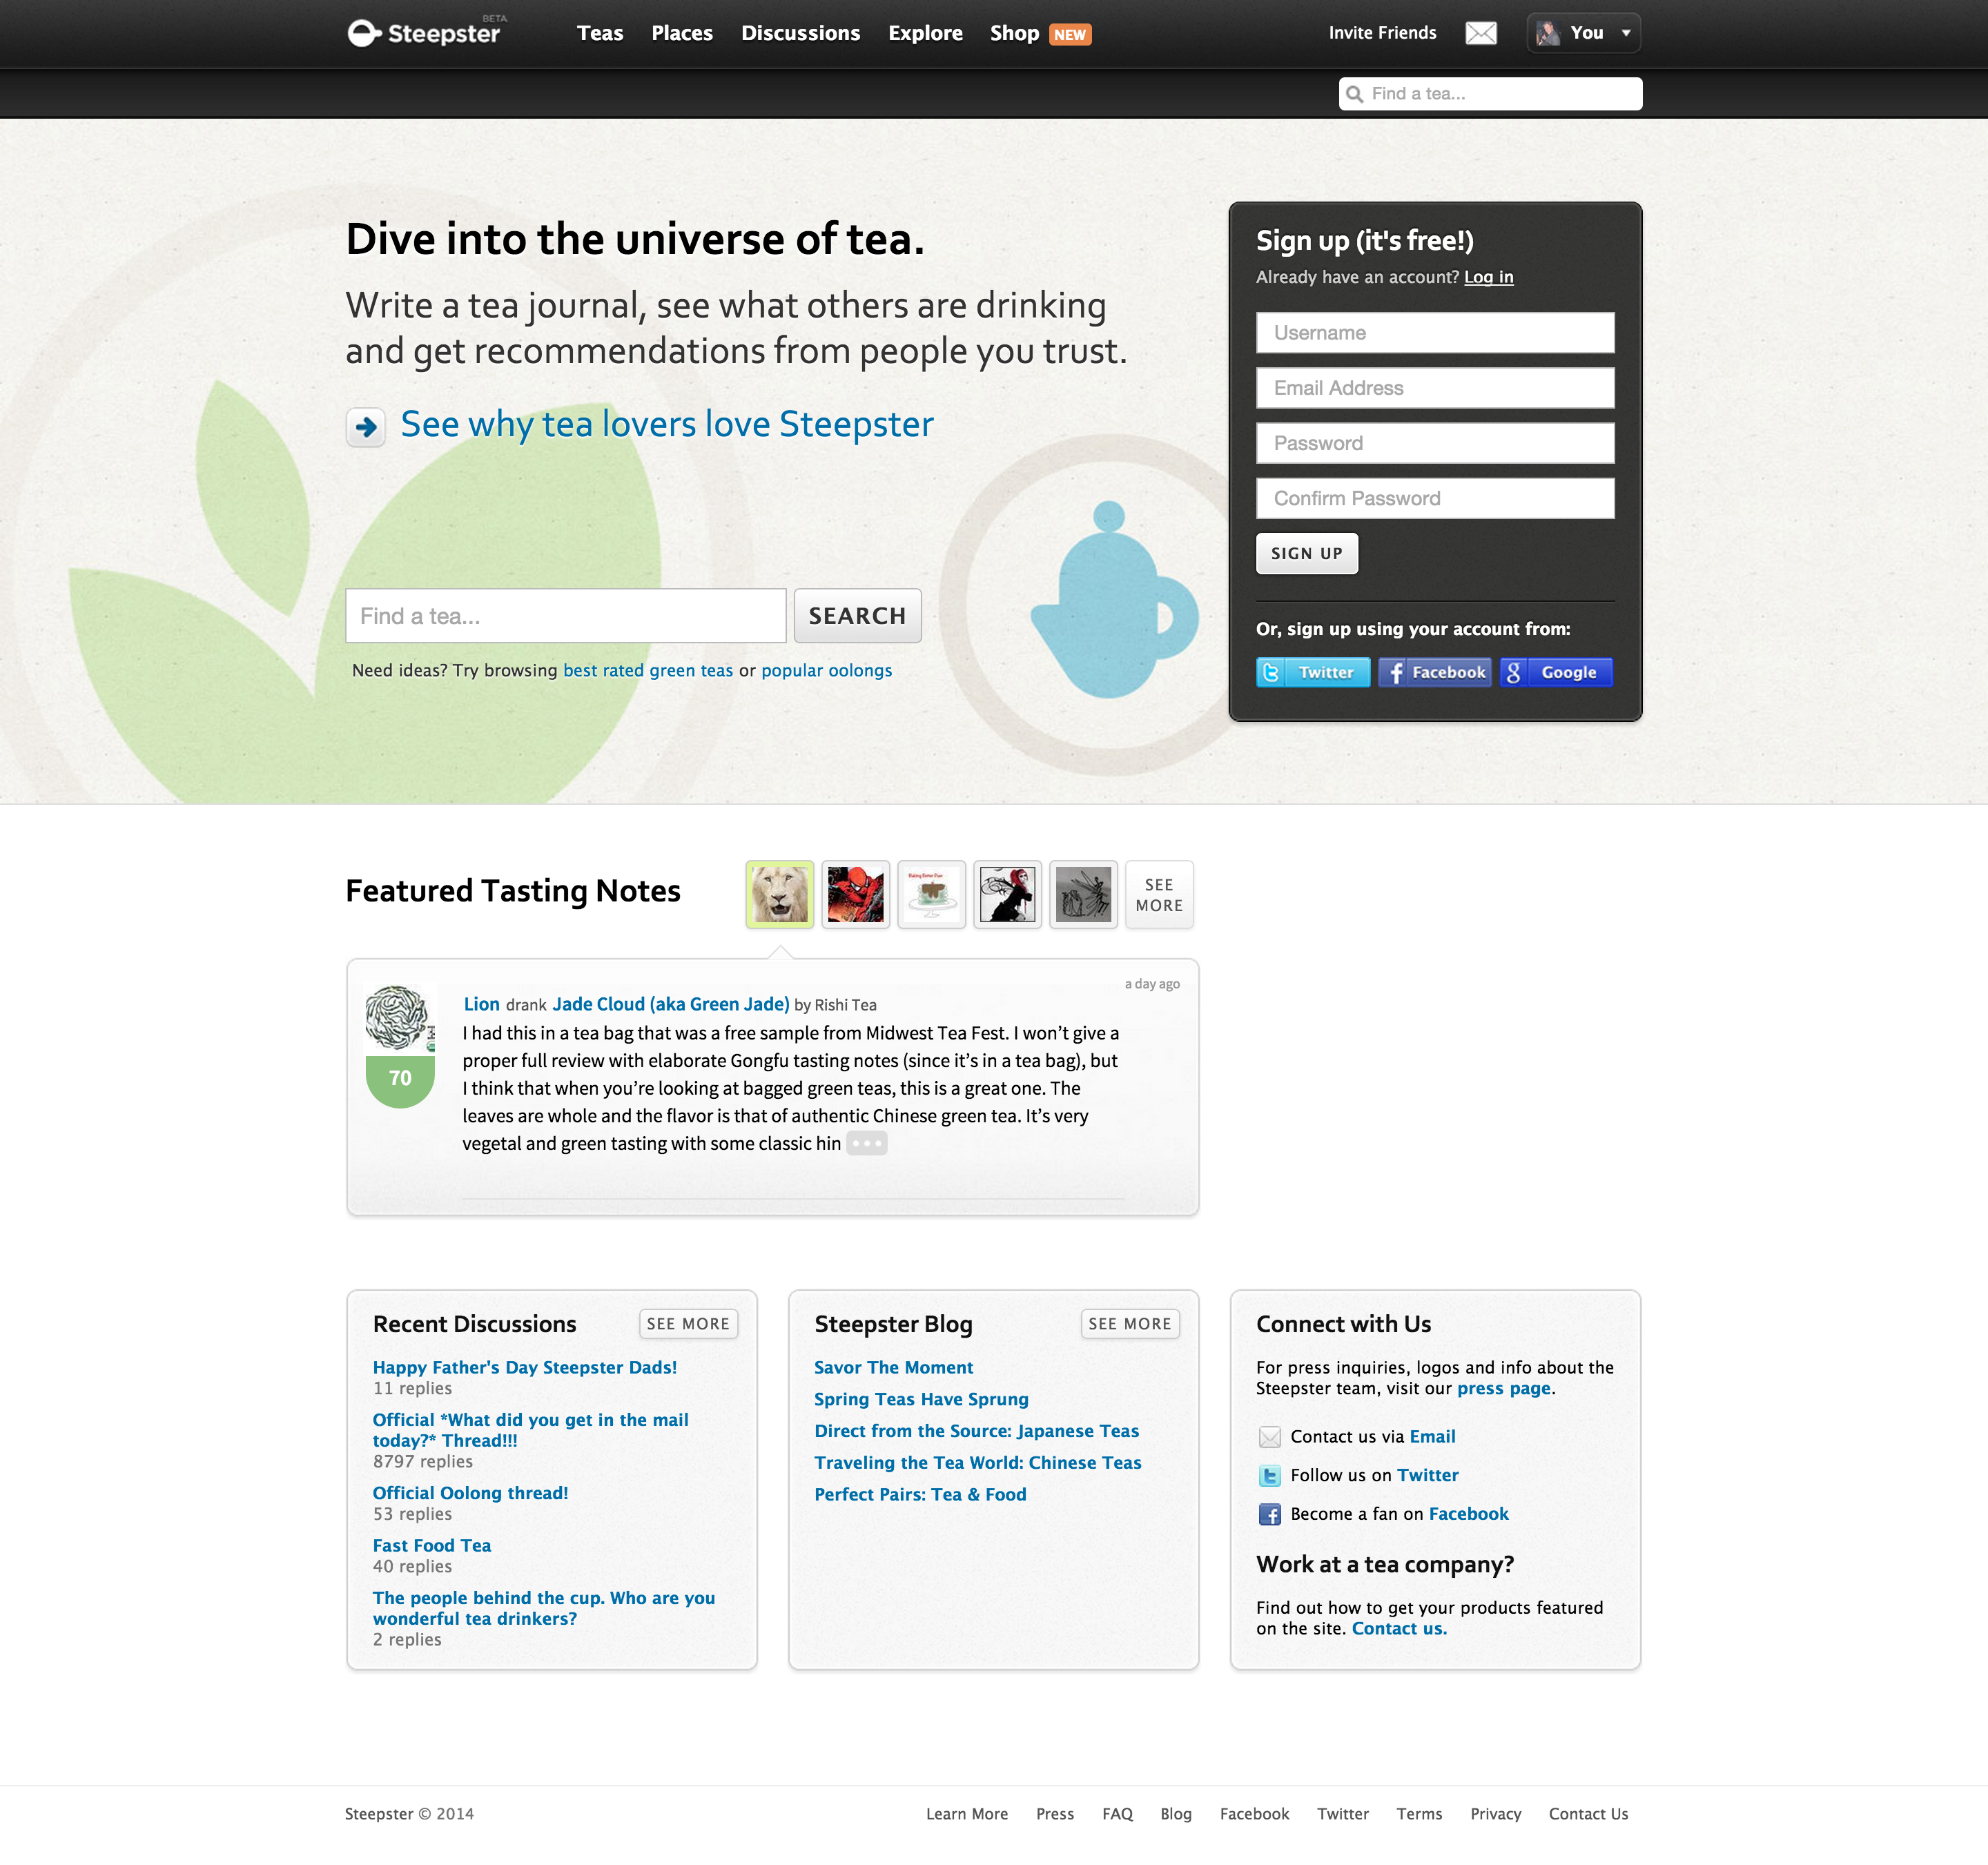 Steepster BETA
Teas Places Discussions Explore Shop NEW
Invite Friends You
Find a tea...
Dive into the universe of tea.
Write a tea journal, see what others are drinking
and get recommendations from people you trust.
See why tea lovers love Steepster
Find a tea... SEARCH
Need ideas? Try browsing best rated green teas or popular oolongs
Sign up (it's free!)
Already have an account? Log in
Username
Email Address
Password
Confirm Password
SIGN UP
Or, sign up using your account from:
Twitter Facebook Google
Featured Tasting Notes
SEE
MORE
a day ago
70
Lion drank Jade Cloud (aka Green Jade) by Rishi Tea
I had this in a tea bag that was a free sample from Midwest Tea Fest. I won’t give a
proper full review with elaborate Gongfu tasting notes (since it’s in a tea bag), but
I think that when you’re looking at bagged green teas, this is a great one. The
leaves are whole and the flavor is that of authentic Chinese green tea. It’s very
vegetal and green tasting with some classic hin
Recent Discussions SEE MORE
Happy Father's Day Steepster Dads!
11 replies
Official *What did you get in the mail
today?* Thread!!!
8797 replies
Official Oolong thread!
53 replies
Fast Food Tea
40 replies
The people behind the cup. Who are you
wonderful tea drinkers?
2 replies
Steepster Blog SEE MORE
Savor The Moment
Spring Teas Have Sprung
Direct from the Source: Japanese Teas
Traveling the Tea World: Chinese Teas
Perfect Pairs: Tea & Food
Connect with Us
For press inquiries, logos and info about the
Steepster team, visit our press page.
Contact us via Email
Follow us on Twitter
Become a fan on Facebook
Work at a tea company?
Find out how to get your products featured
on the site. Contact us.
Steepster © 2014
Learn More Press FAQ Blog Facebook Twitter Terms Privacy Contact Us